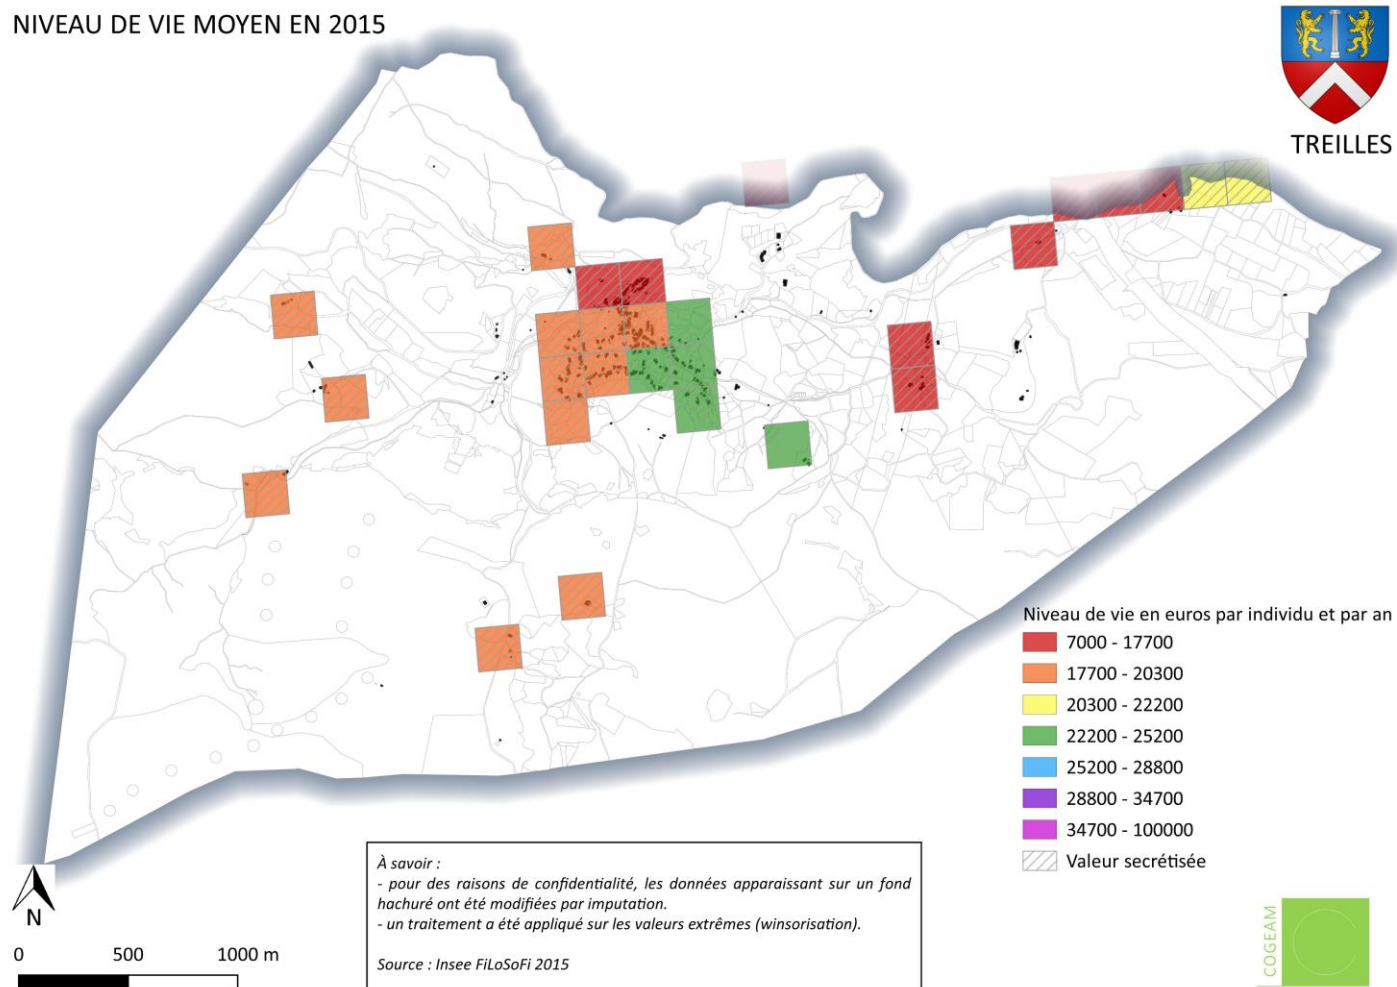 NIVEAU DE VIE MOYEN EN 2015
TREILLES
Niveau de vie en euros par individu et par an
7000 - 17700
17700 - 20300
20300 - 22200
22200 - 25200
25200 - 28800
28800 - 34700
34700 - 100000
Valeur secrétisée
À savoir :
- pour des raisons de confidentialité, les données apparaissant sur un fond
hachuré ont été modifiées par imputation.
- un traitement a été appliqué sur les valeurs extrêmes (winsorisation).
Source : Insee FiLoSoFi 2015
N
0 500 1000 m
COGEAM